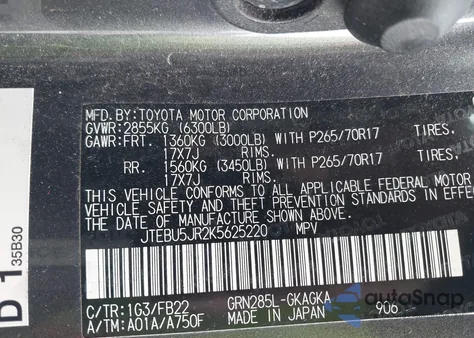 MFD. BY: TOYOTA MOTOR CORPORATION
GVWR: 2855KG (6300LB)
GAWR: FRT. 1360KG (3000LB) WITH P265/70R17 TIRES,
17X7J RIMS,
RR. 1560KG (3450LB) WITH P265/70R17 TIRES,
17X7J RIMS,
THIS VEHICLE CONFORMS TO ALL APPLICABLE FEDERAL MOTOR
VEHICLE SAFETY AND THEFT PREVENTION STANDARDS IN EFFE
THE DATE OF MANUFACTURE SHOWN ABOVE.
JTEBU5JR2K5625220 MPV
C/TR: 1G3/FB22 GRN285L-GKAGKA
A/TM: A01A/A750F MADE IN JAPAN 906
D 1
35B30
autoSnap